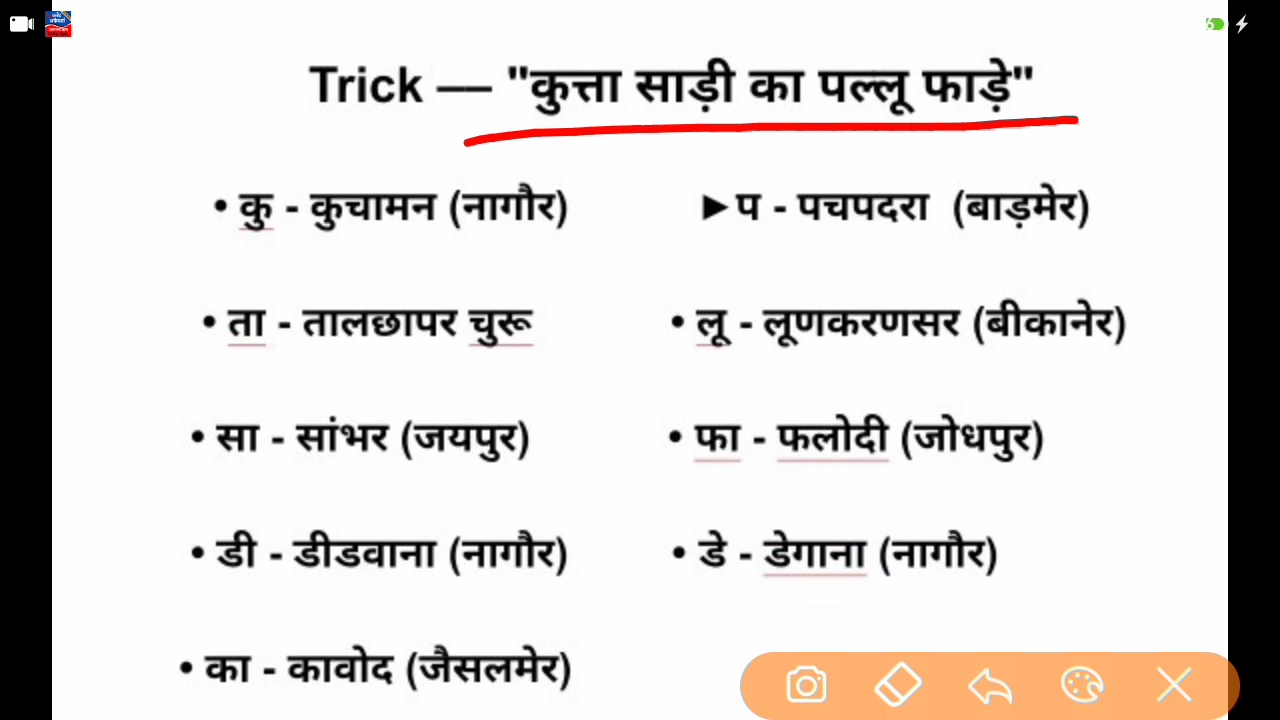 Trick –– "कुत्ता साड़ी का पल्लू फाड़े"
• कु - कुचामन (नागौर)
• ता - तालछापर चुरू
• सा - सांभर (जयपुर)
• डी - डीडवाना (नागौर)
• का - कावोद (जैसलमेर)
►प - पचपदरा (बाड़मेर)
• लू - लूणकरणसर (बीकानेर)
• फा - फलोदी (जोधपुर)
• डे - डेगाना (नागौर)